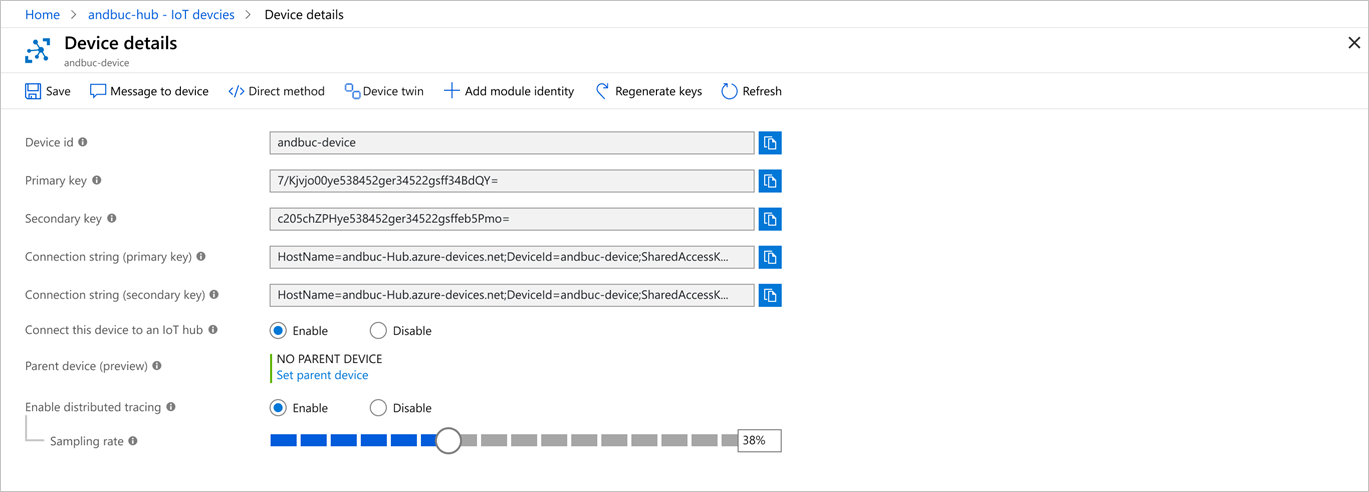 Home > andbuc-hub - IoT devcies > Device details
Device details
andbuc-device
Save Message to device </> Direct method Device twin Add module identity Regenerate keys Refresh
Device id andbuc-device
Primary key 7/Kjvjo00ye538452ger34522gsff34BdQY=
Secondary key c205chZPHye538452ger34522gsffeb5Pmo=
Connection string (primary key) HostName=andbuc-Hub.azure-devices.net;DeviceId=andbuc-device;SharedAccessK...
Connection string (secondary key) HostName=andbuc-Hub.azure-devices.net;DeviceId=andbuc-device;SharedAccessK...
Connect this device to an IoT hub Enable Disable
Parent device (preview) NO PARENT DEVICE
Set parent device
Enable distributed tracing Enable Disable
Sampling rate 38%